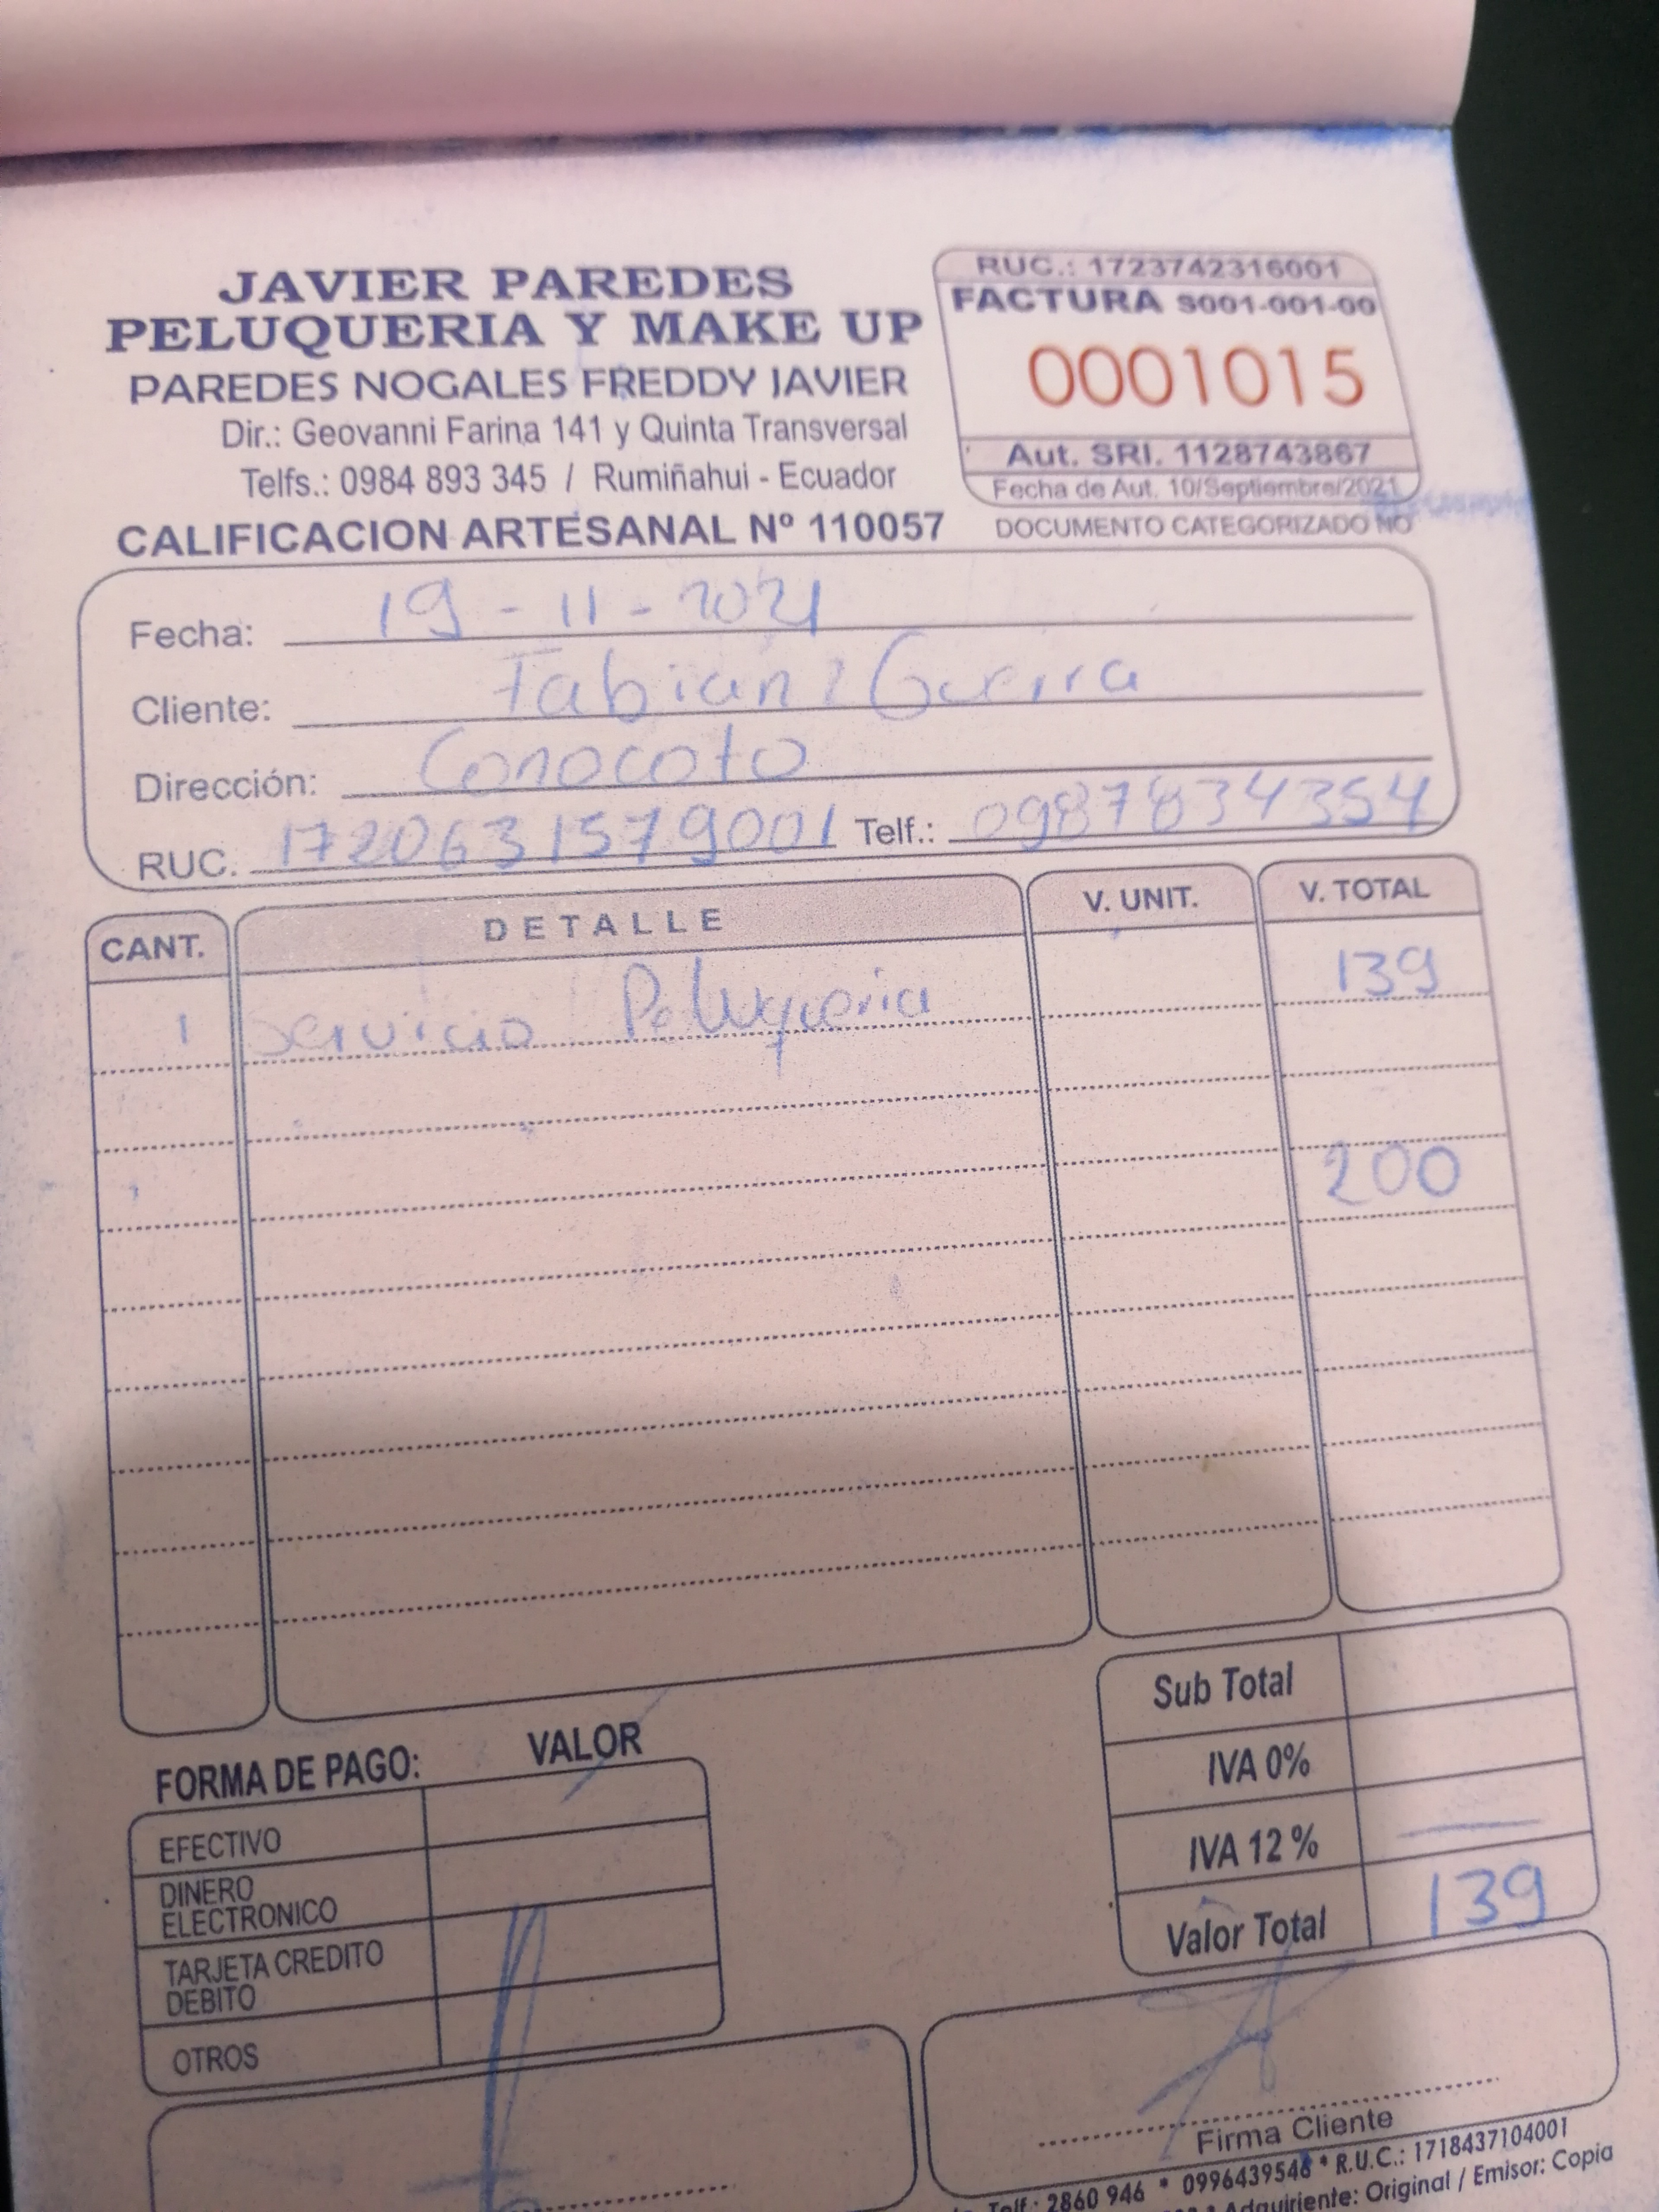 JAVIER PAREDES
PELUQUERIA Y MAKE UP
PAREDES NOGALES FREDDY JAVIER
Dir.: Geovanni Farina 141 y Quinta Transversal
Telfs.: 0984 893 345 / Rumiñahui - Ecuador
CALIFICACION ARTESANAL Nº 110057
RUC.: 1723742316001
FACTURA S001-001-00
0001015
Aut. SRI. 1128743867
Fecha de Aut. 10/Septiembre/2021
DOCUMENTO CATEGORIZADO NO
Fecha: 19-11-2021
Cliente: Fabian Guerra
Dirección: Conocoto
RUC. 1720631579001 Telf.: 0987834354
CANT. DETALLE V. UNIT. V. TOTAL
1 Servicio Peluqueria 139
200
Sub Total
IVA 0%
IVA 12 %
Valor Total 139
FORMA DE PAGO: VALOR
EFECTIVO
DINERO
ELECTRONICO
TARJETA CREDITO
DEBITO
OTROS
Firma Cliente
Telf.: 2860 946 * 0996439548 * R.U.C.: 1718437104001
* Adquiriente: Original / Emisor: Copia